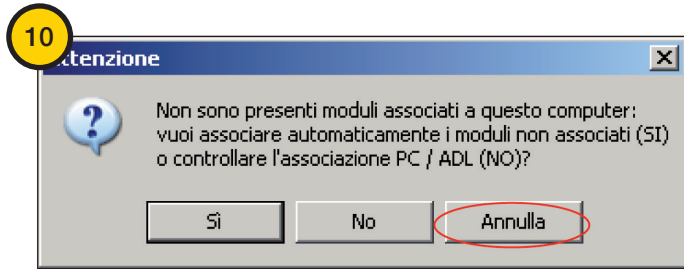 10
ttenzione
Non sono presenti moduli associati a questo computer:
vuoi associare automaticamente i moduli non associati (SI)
o controllare l'associazione PC / ADL (NO)?
Sì
No
Annulla